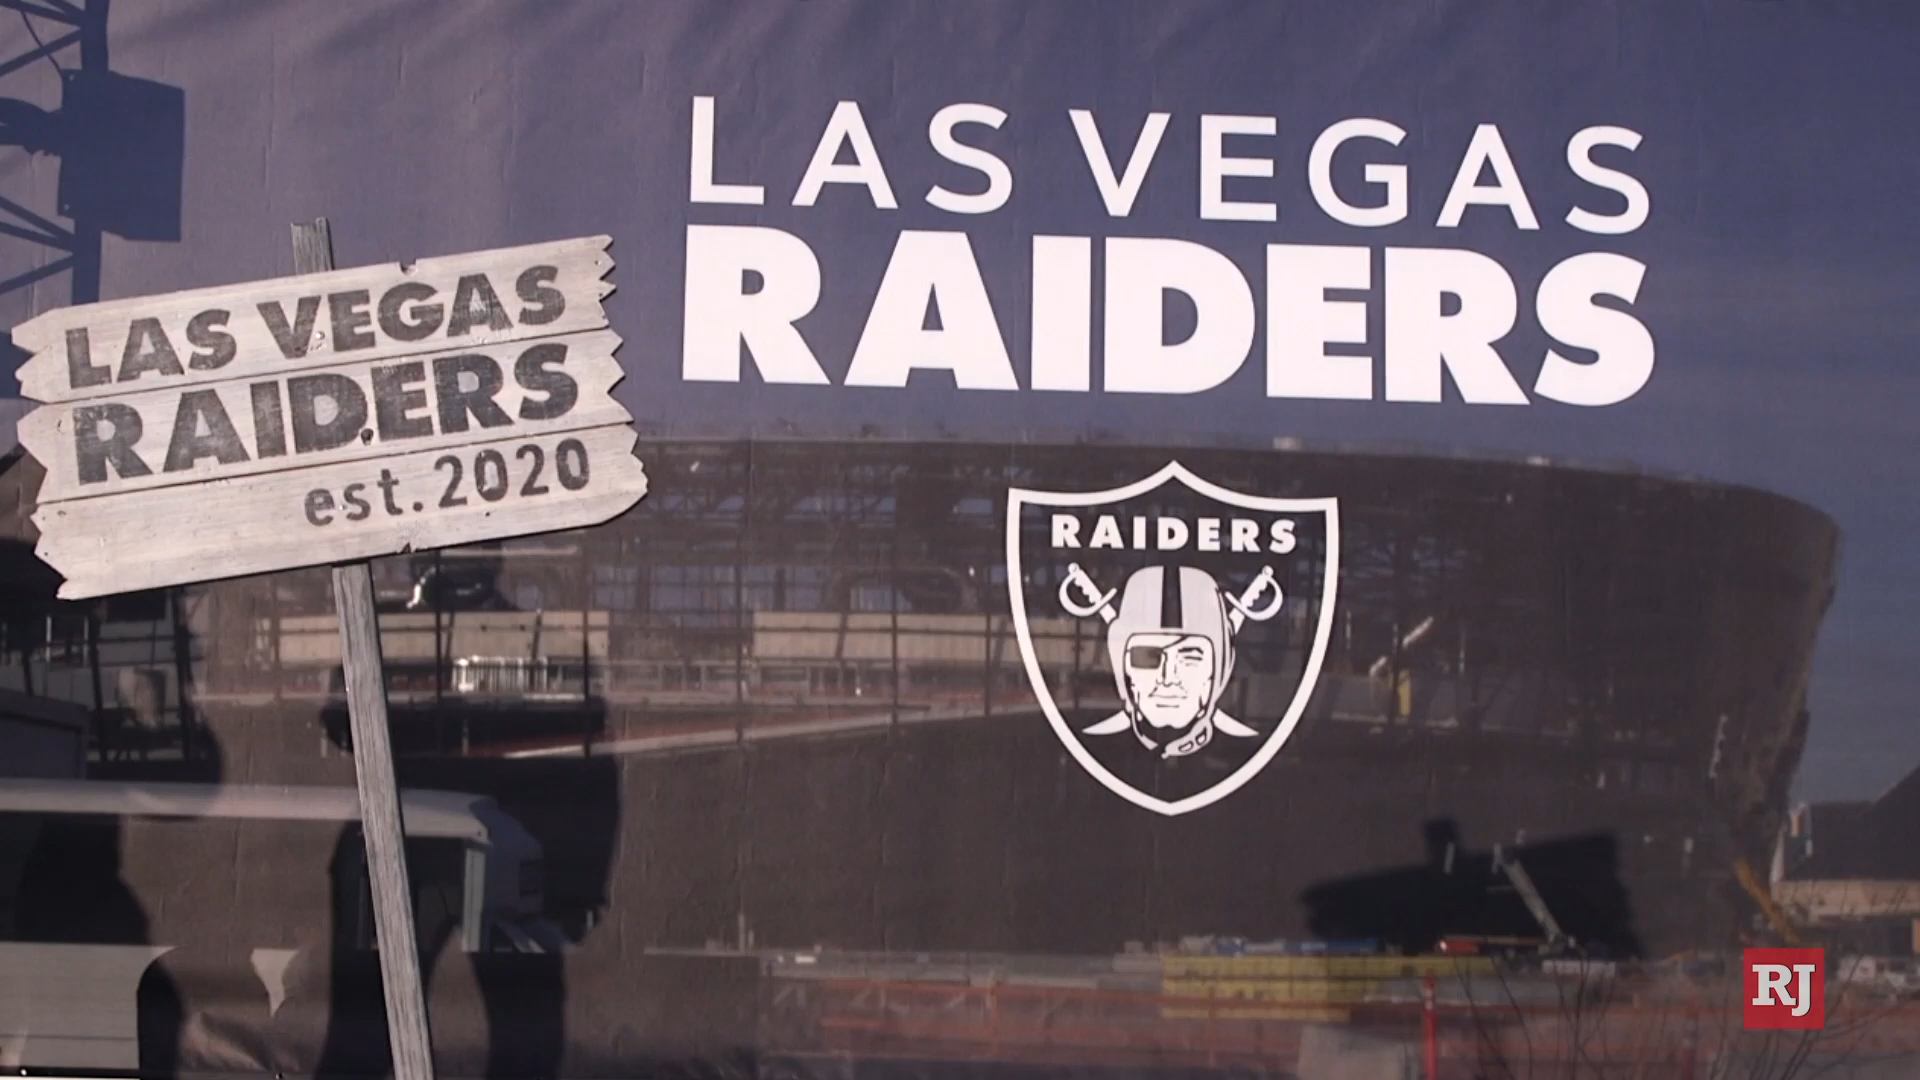 LAS VEGAS
RAIDERS
est.2020
LAS VEGAS
RAIDERS
RAIDERS
RJ